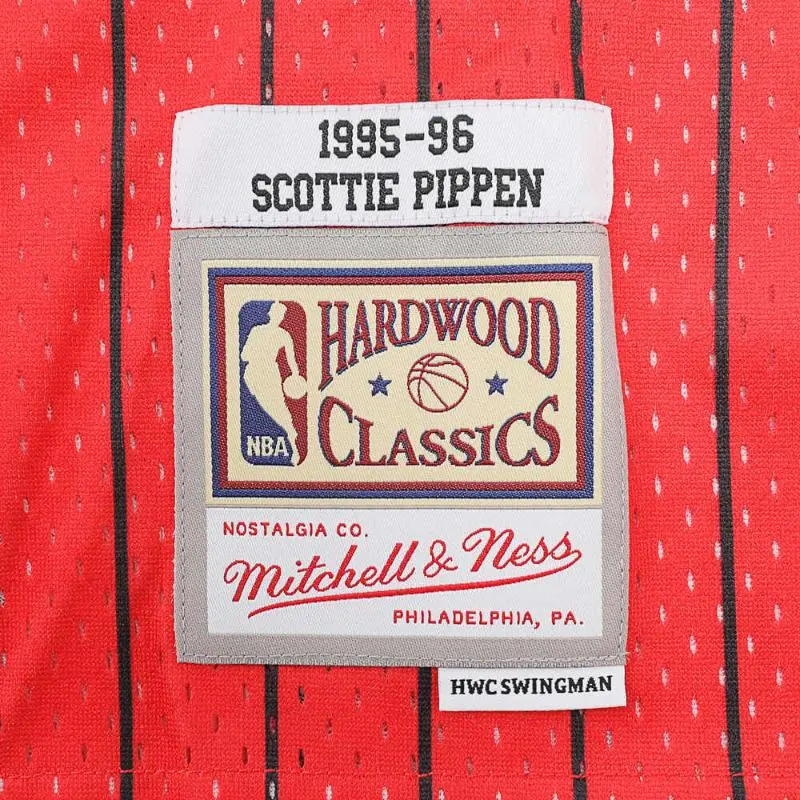 1995-96
SCOTTIE PIPPEN
HARDWOOD
CLASSICS
NBA
NOSTALGIA CO.
Mitchell & Ness
PHILADELPHIA, PA.
HWC SWINGMAN